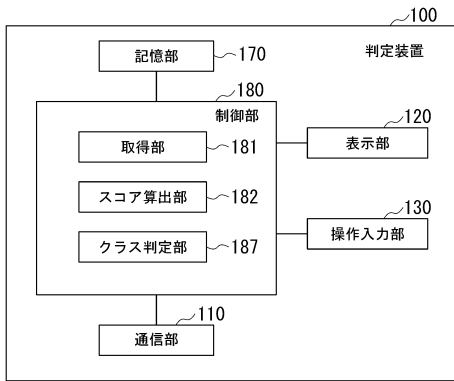 100
判定装置
記憶部
170
180
制御部
取得部
181
120
表示部
スコア算出部
182
130
操作入力部
クラス判定部
187
110
通信部